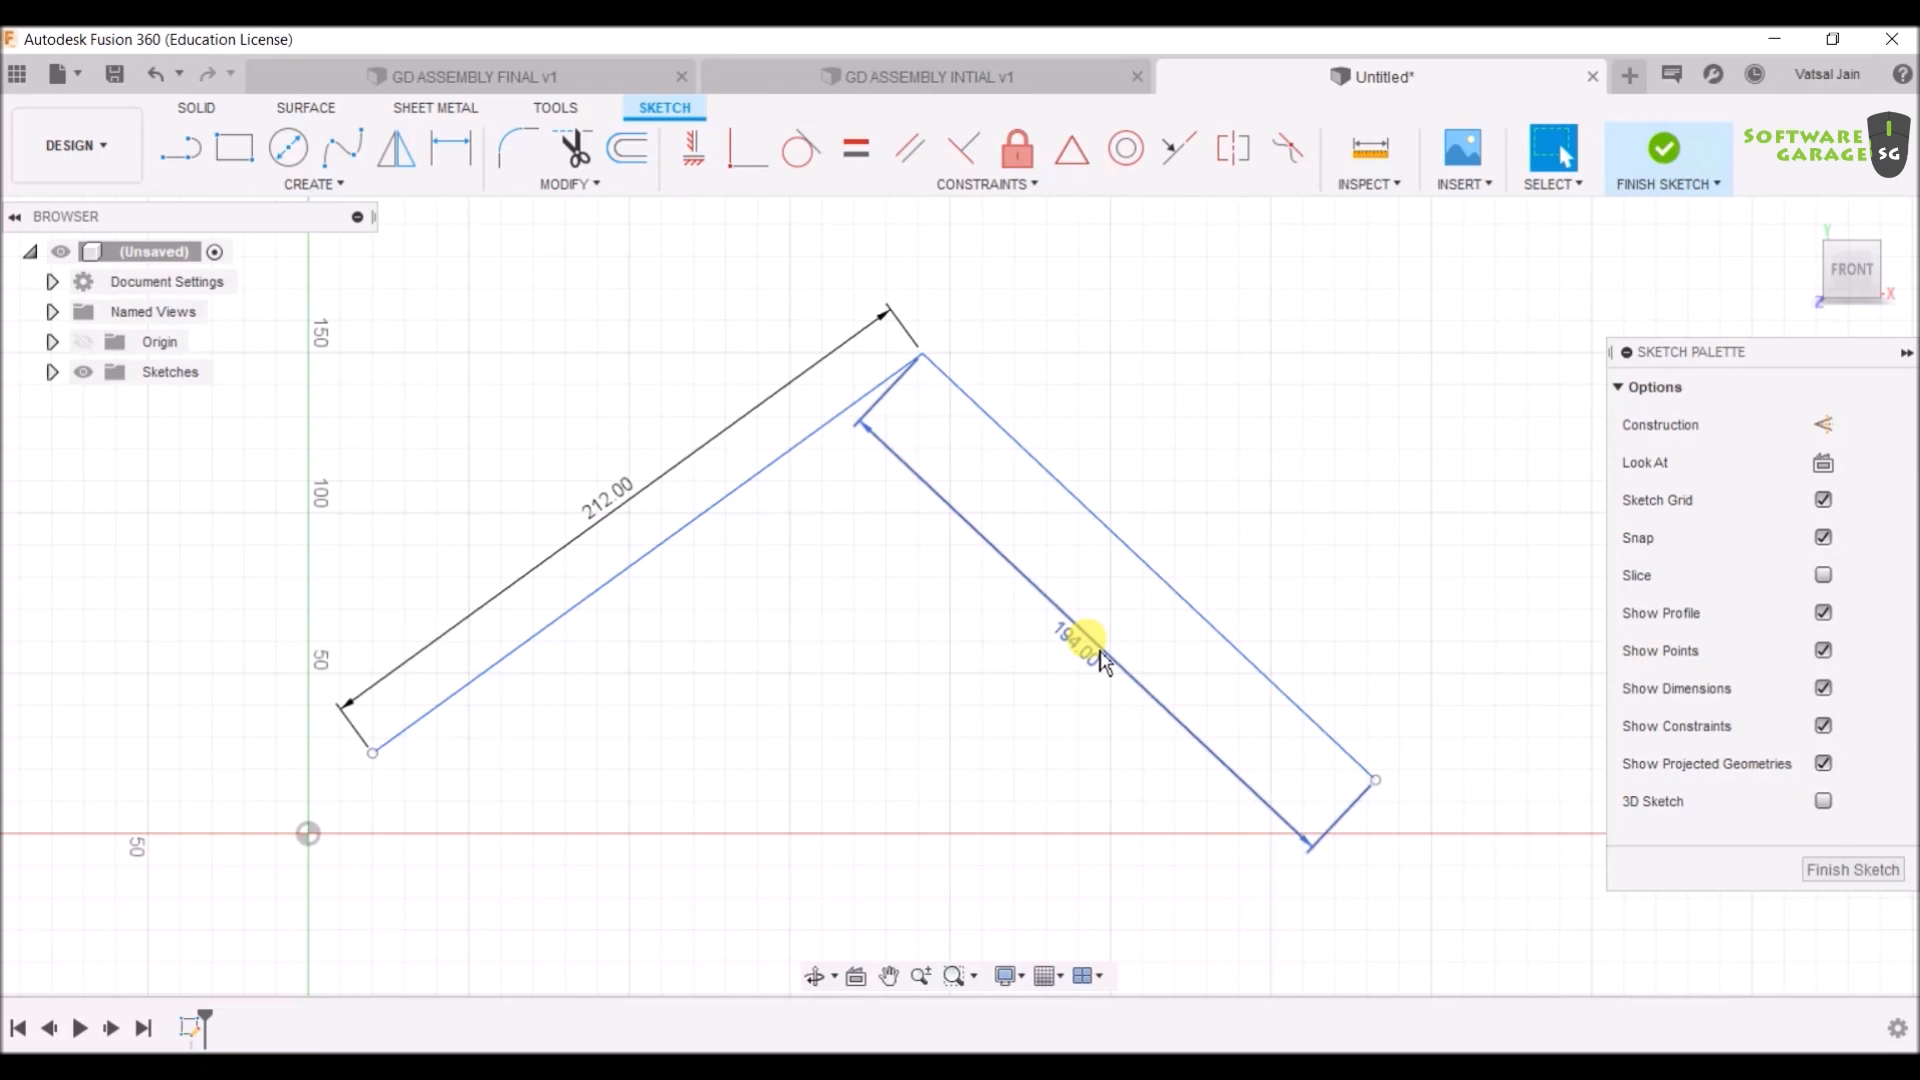 Autodesk Fusion 360 (Education License)
GD ASSEMBLY FINAL v1
GD ASSEMBLY INTIAL v1
Untitled*
Vatsal Jain
DESIGN
SOLID
SURFACE
SHEET METAL
TOOLS
SKETCH
CREATE
MODIFY
CONSTRAINTS
INSPECT
INSERT
SELECT
FINISH SKETCH
SOFTWARE
GARAGE
SG
BROWSER
(Unsaved)
Document Settings
Named Views
Origin
Sketches
150
100
50
50
212.00
194.00
Y
FRONT
X
Z
SKETCH PALETTE
Options
Construction
Look At
Sketch Grid
Snap
Slice
Show Profile
Show Points
Show Dimensions
Show Constraints
Show Projected Geometries
3D Sketch
Finish Sketch